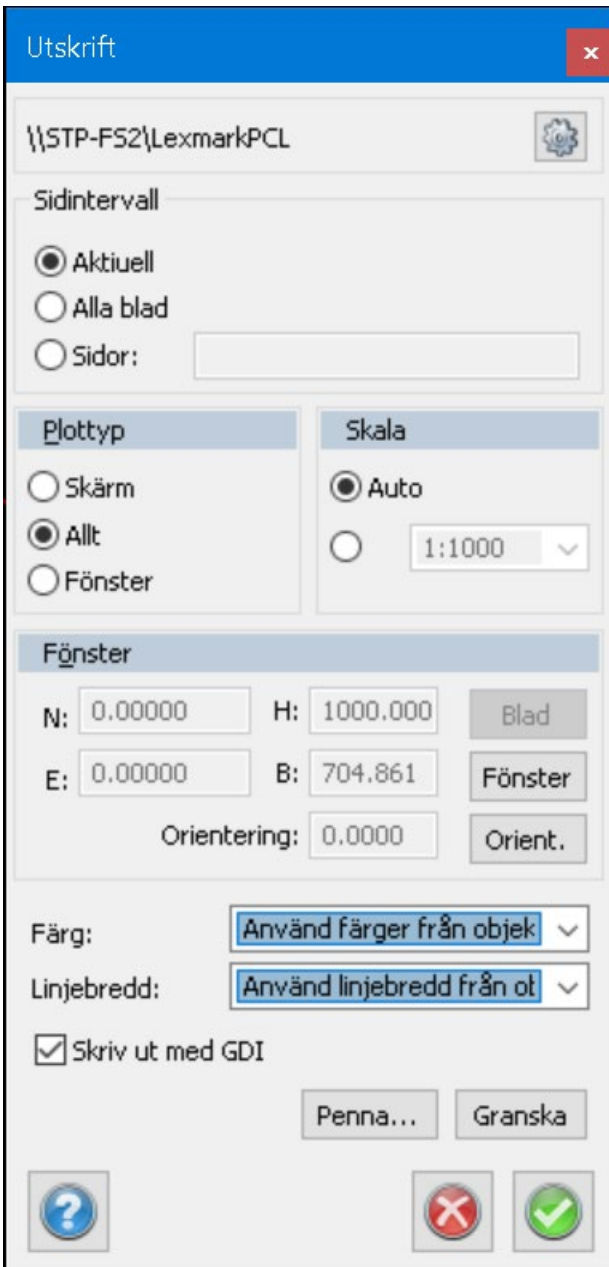 Utskrift
\\STP-FS2\LexmarkPCL
Sidintervall
Aktiuell
Alla blad
Sidor:
Plottyp
Skärm
Allt
Fönster
Skala
Auto
1:1000
Fönster
N: 0.00000 H: 1000.000 Blad
E: 0.00000 B: 704.861 Fönster
Orientering: 0.0000 Orient.
Färg: Använd färger från objek
Linjebredd: Använd linjebredd från ob
Skriv ut med GDI
Penna... Granska